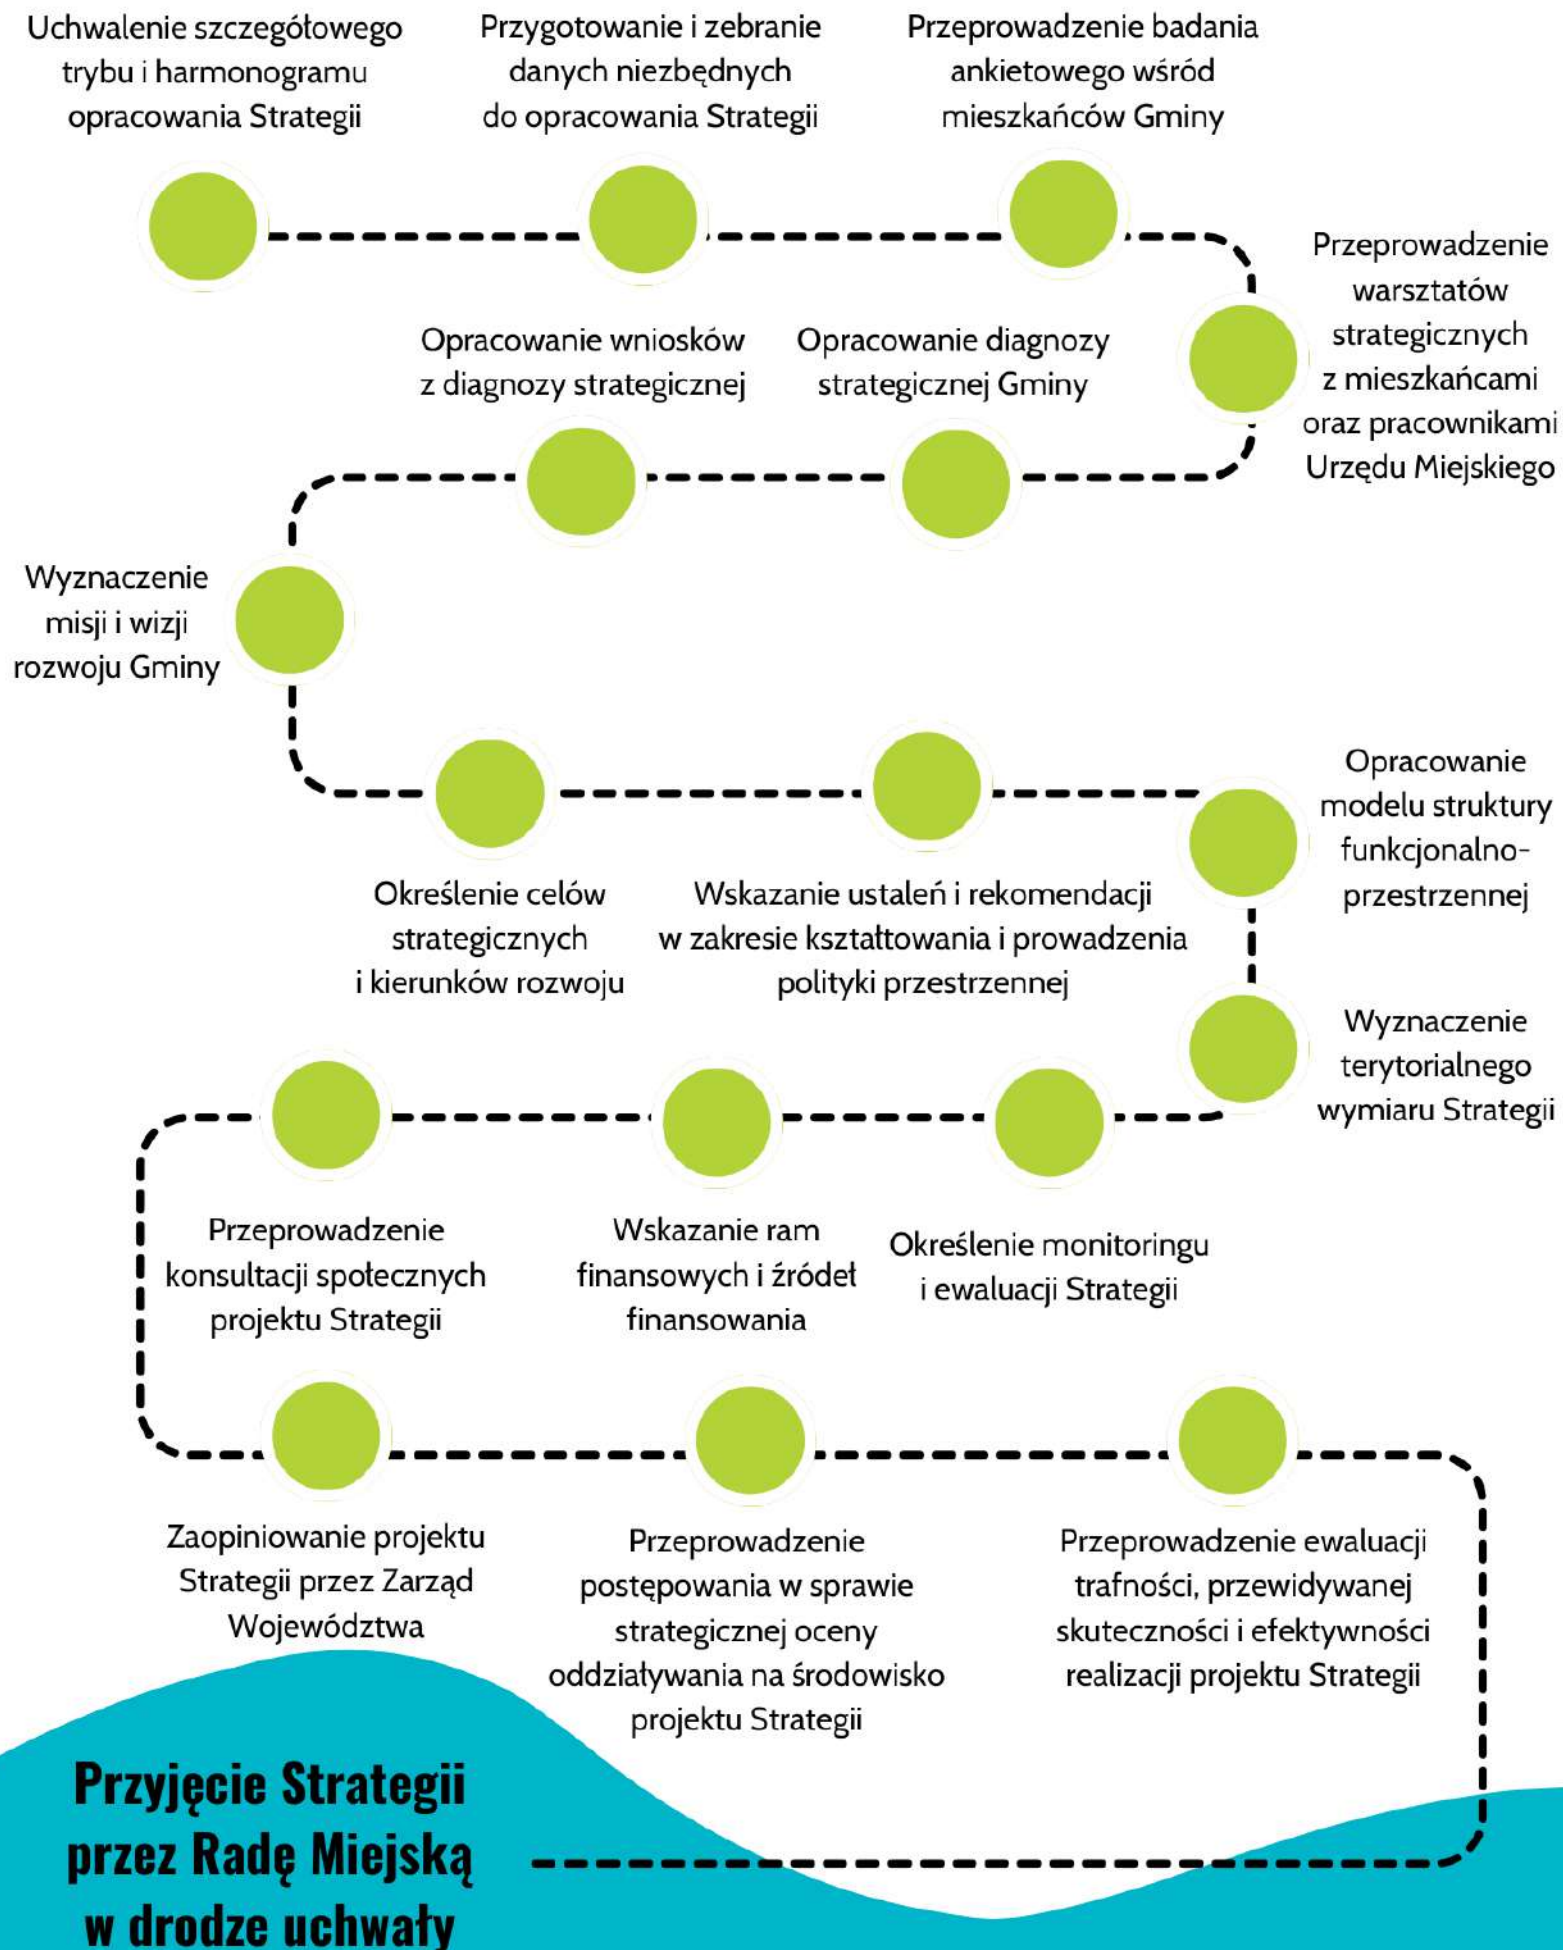 Uchwalenie szczegółowego
trybu i harmonogramu
opracowania Strategii
Przygotowanie i zebranie
danych niezbędnych
do opracowania Strategii
Przeprowadzenie badania
ankietowego wśród
mieszkańców Gminy
Przeprowadzenie
warsztatów
strategicznych
z mieszkańcami
oraz pracownikami
Urzędu Miejskiego
Opracowanie diagnozy
strategicznej Gminy
Opracowanie wniosków
z diagnozy strategicznej
Wyznaczenie
misji i wizji
rozwoju Gminy
Określenie celów
strategicznych
i kierunków rozwoju
Wskazanie ustaleń i rekomendacji
w zakresie kształtowania i prowadzenia
polityki przestrzennej
Opracowanie
modelu struktury
funkcjonalno-
przestrzennej
Wyznaczenie
terytorialnego
wymiaru Strategii
Określenie monitoringu
i ewaluacji Strategii
Wskazanie ram
finansowych i źródeł
finansowania
Przeprowadzenie
konsultacji społecznych
projektu Strategii
Zaopiniowanie projektu
Strategii przez Zarząd
Województwa
Przeprowadzenie
postępowania w sprawie
strategicznej oceny
oddziaływania na środowisko
projektu Strategii
Przeprowadzenie ewaluacji
trafności, przewidywanej
skuteczności i efektywności
realizacji projektu Strategii
Przyjęcie Strategii
przez Radę Miejską
w drodze uchwały